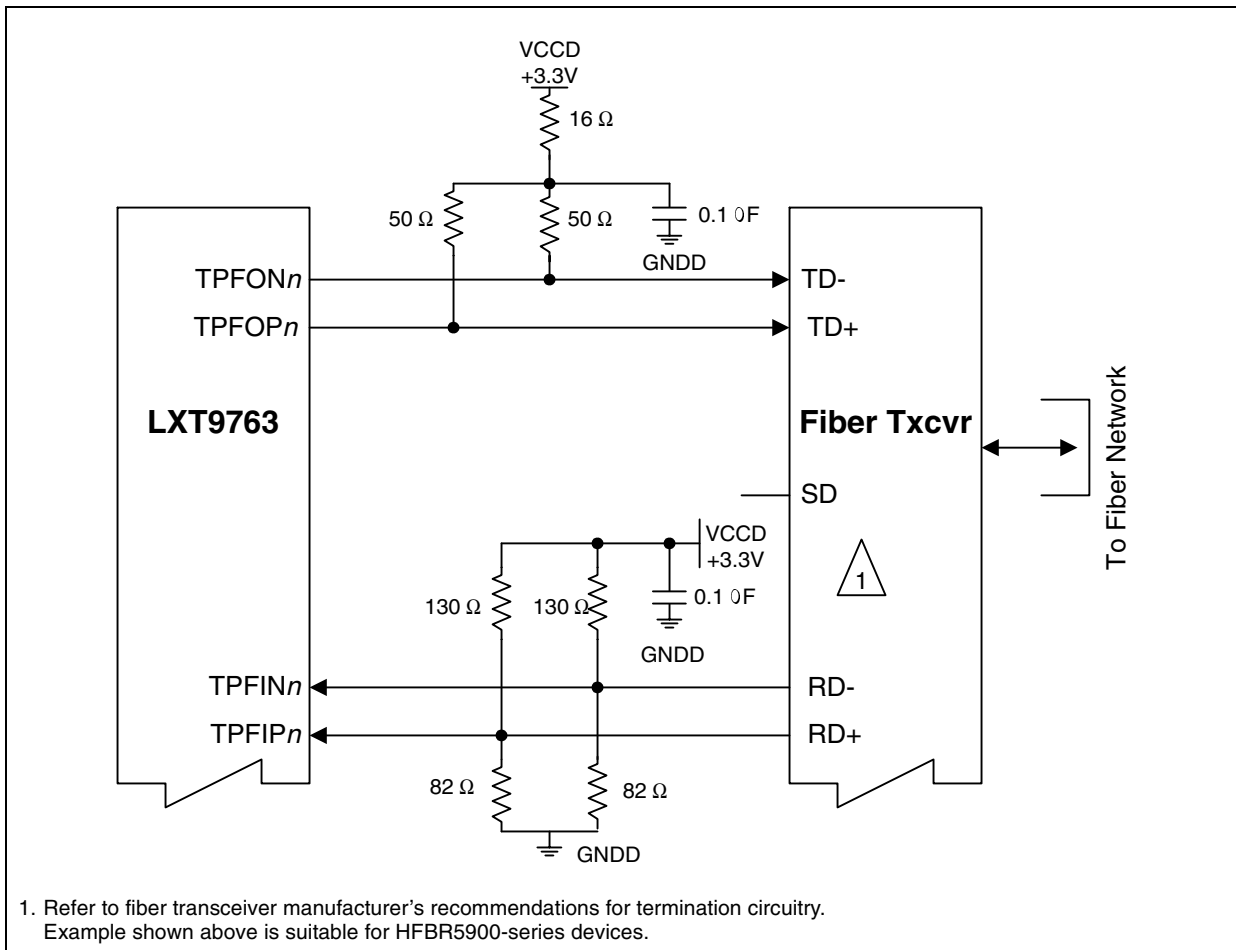 VCCD
+3.3V
16 Ω
50 Ω
50 Ω
0.1 0F
GNDD
TPFONn
TD-
TPFOPn
TD+
LXT9763
Fiber Txcvr
To Fiber Network
SD
VCCD
+3.3V
1
130 Ω
130 Ω
0.1 0F
GNDD
TPFINn
RD-
TPFIPn
RD+
82 Ω
82 Ω
GNDD
1. Refer to fiber transceiver manufacturer's recommendations for termination circuitry.
Example shown above is suitable for HFBR5900-series devices.